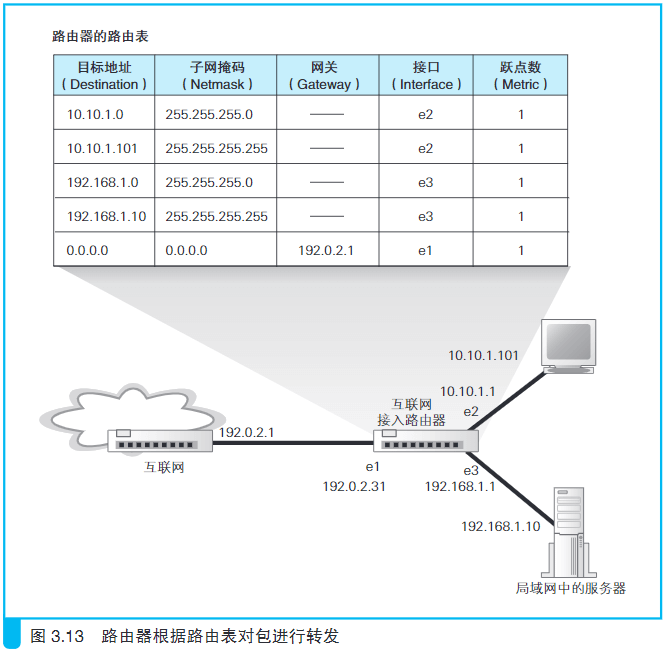 路由器的路由表
目标地址 子网掩码 网关 接口 跃点数
(Destination) (Netmask) (Gateway) (Interface) (Metric)
10.10.1.0 255.255.255.0 —— e2 1
10.10.1.101 255.255.255.255 —— e2 1
192.168.1.0 255.255.255.0 —— e3 1
192.168.1.10 255.255.255.255 —— e3 1
0.0.0.0 0.0.0.0 192.0.2.1 e1 1
10.10.1.101
10.10.1.1
e2
互联网
接入路由器
192.0.2.1
互联网
e1
192.0.2.31
e3
192.168.1.1
192.168.1.10
局域网中的服务器
图 3.13 路由器根据路由表对包进行转发